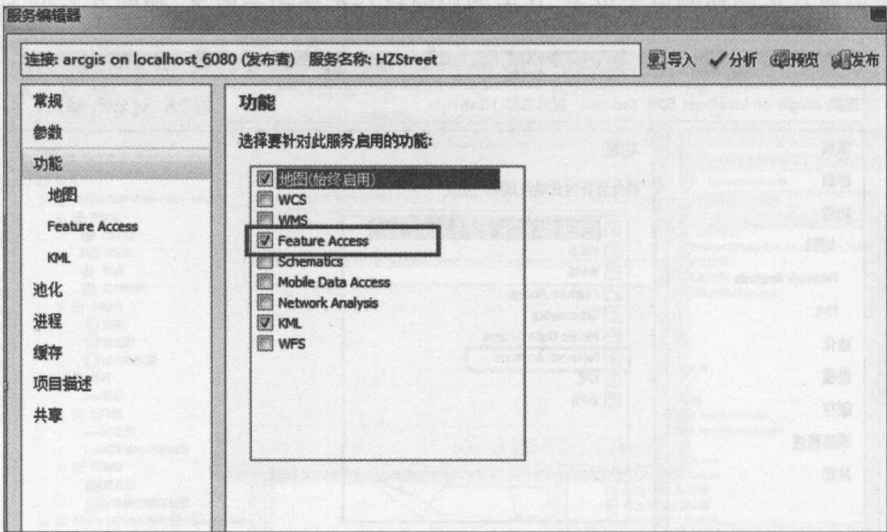 服务编辑器
连接: arcgis on localhost_6080 (发布者) 服务名称: HZStreet
导入 分析 预览 发布
常规
参数
功能
地图
Feature Access
KML
池化
进程
缓存
项目描述
共享
功能
选择要针对此服务启用的功能:
地图(始终启用)
WCS
WMS
Feature Access
Schematics
Mobile Data Access
Network Analysis
KML
WFS